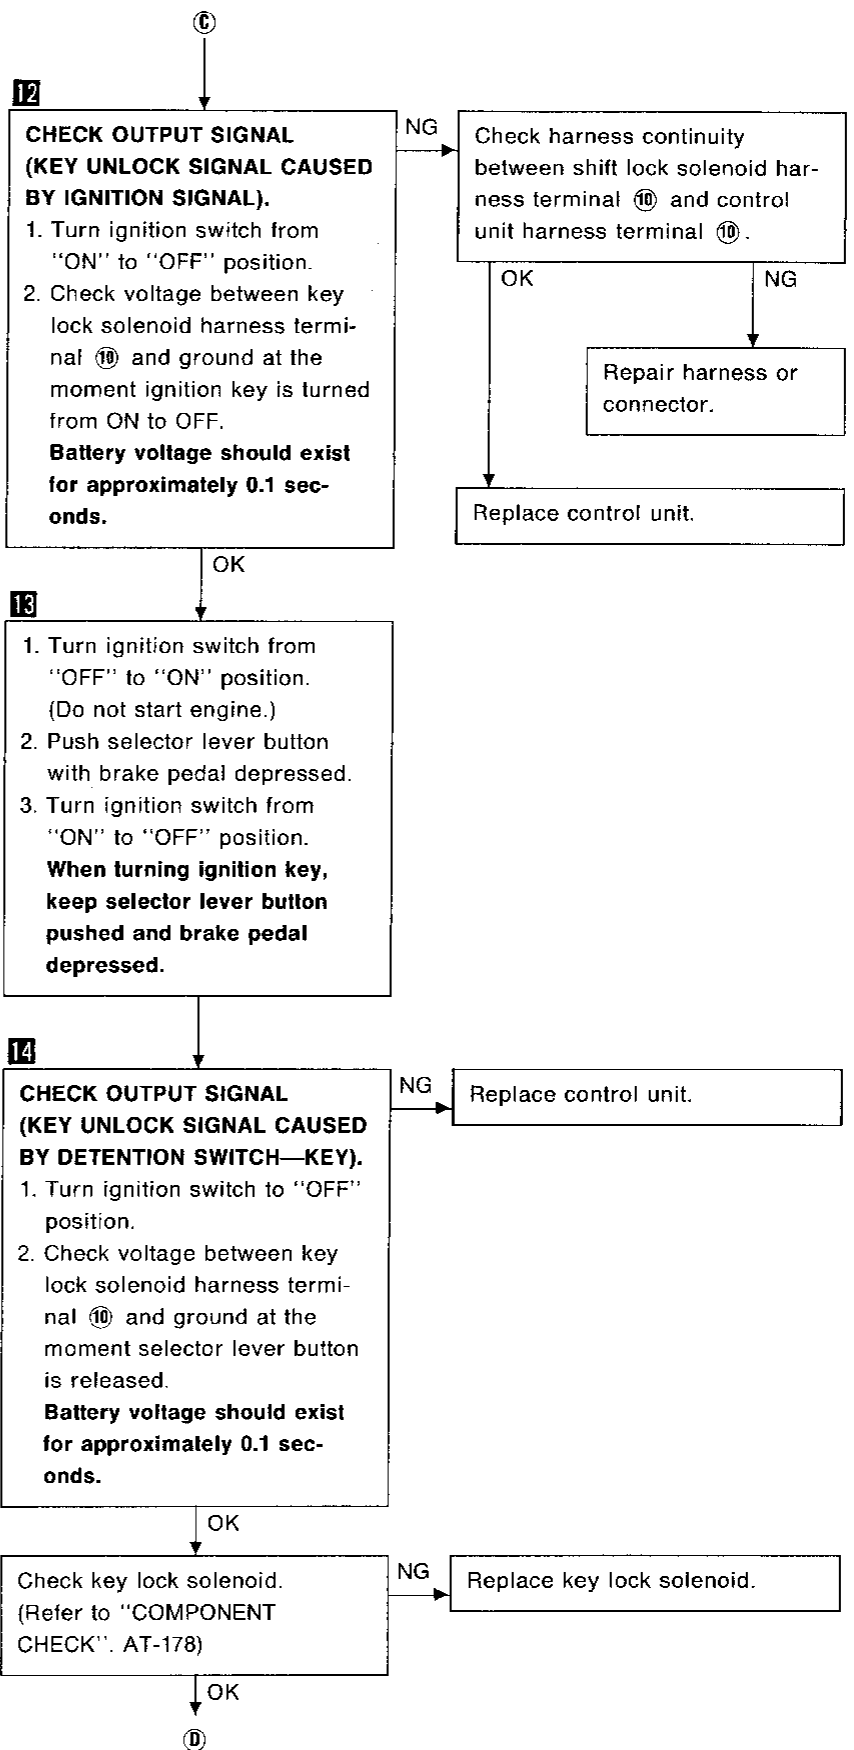 Ⓒ
12
CHECK OUTPUT SIGNAL
(KEY UNLOCK SIGNAL CAUSED
BY IGNITION SIGNAL).
1. Turn ignition switch from
"ON" to "OFF" position.
2. Check voltage between key
lock solenoid harness termi-
nal ⑩ and ground at the
moment ignition key is turned
from ON to OFF.
Battery voltage should exist
for approximately 0.1 sec-
onds.
NG
Check harness continuity
between shift lock solenoid har-
ness terminal ⑩ and control
unit harness terminal ⑩.
OK
NG
Repair harness or
connector.
Replace control unit.
OK
13
1. Turn ignition switch from
"OFF" to "ON" position.
(Do not start engine.)
2. Push selector lever button
with brake pedal depressed.
3. Turn ignition switch from
"ON" to "OFF" position.
When turning ignition key,
keep selector lever button
pushed and brake pedal
depressed.
14
CHECK OUTPUT SIGNAL
(KEY UNLOCK SIGNAL CAUSED
BY DETENTION SWITCH—KEY).
1. Turn ignition switch to "OFF"
position.
2. Check voltage between key
lock solenoid harness termi-
nal ⑩ and ground at the
moment selector lever button
is released.
Battery voltage should exist
for approximately 0.1 sec-
onds.
NG
Replace control unit.
OK
Check key lock solenoid.
(Refer to "COMPONENT
CHECK". AT-178)
NG
Replace key lock solenoid.
OK
Ⓓ